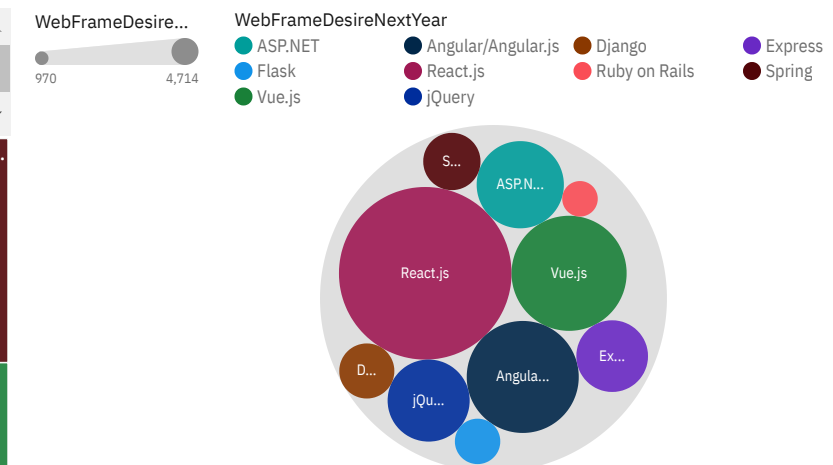 WebFrameDesire...
970 4,714
WebFrameDesireNextYear
ASP.NET Angular/Angular.js Django Express
Flask React.js Ruby on Rails Spring
Vue.js jQuery
S...
ASP.N...
React.js Vue.js
Ex...
D... Angula...
jQu...